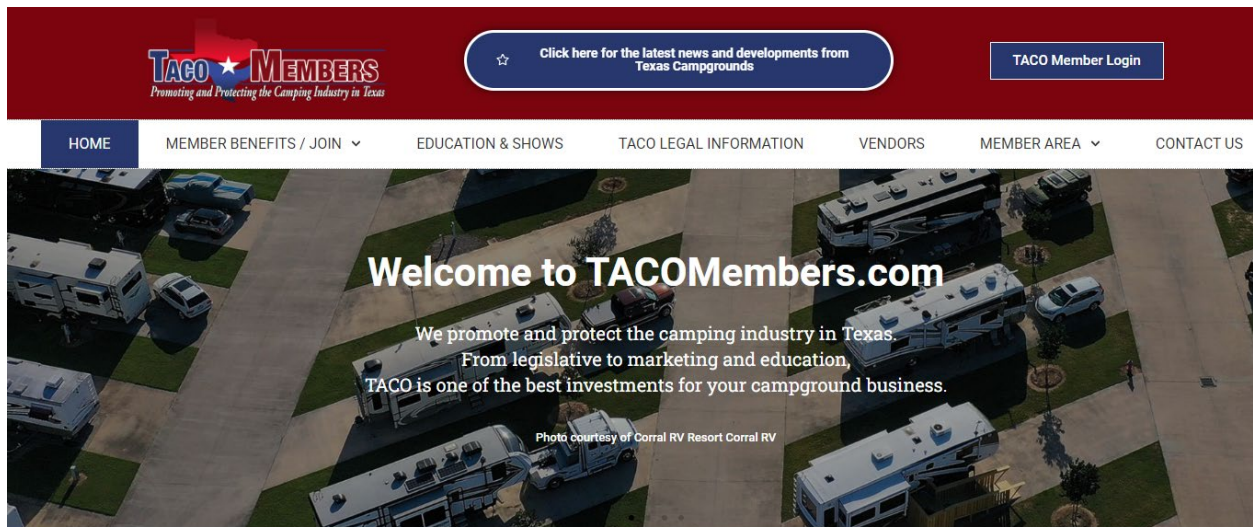 TACO MEMBERS
Promoting and Protecting the Camping Industry in Texas
Click here for the latest news and developments from
Texas Campgrounds
TACO Member Login
HOME
MEMBER BENEFITS / JOIN
EDUCATION & SHOWS
TACO LEGAL INFORMATION
VENDORS
MEMBER AREA
CONTACT US
Welcome to TACOMembers.com
We promote and protect the camping industry in Texas.
From legislative to marketing and education,
TACO is one of the best investments for your campground business.
Photo courtesy of Corral RV Resort Corral RV